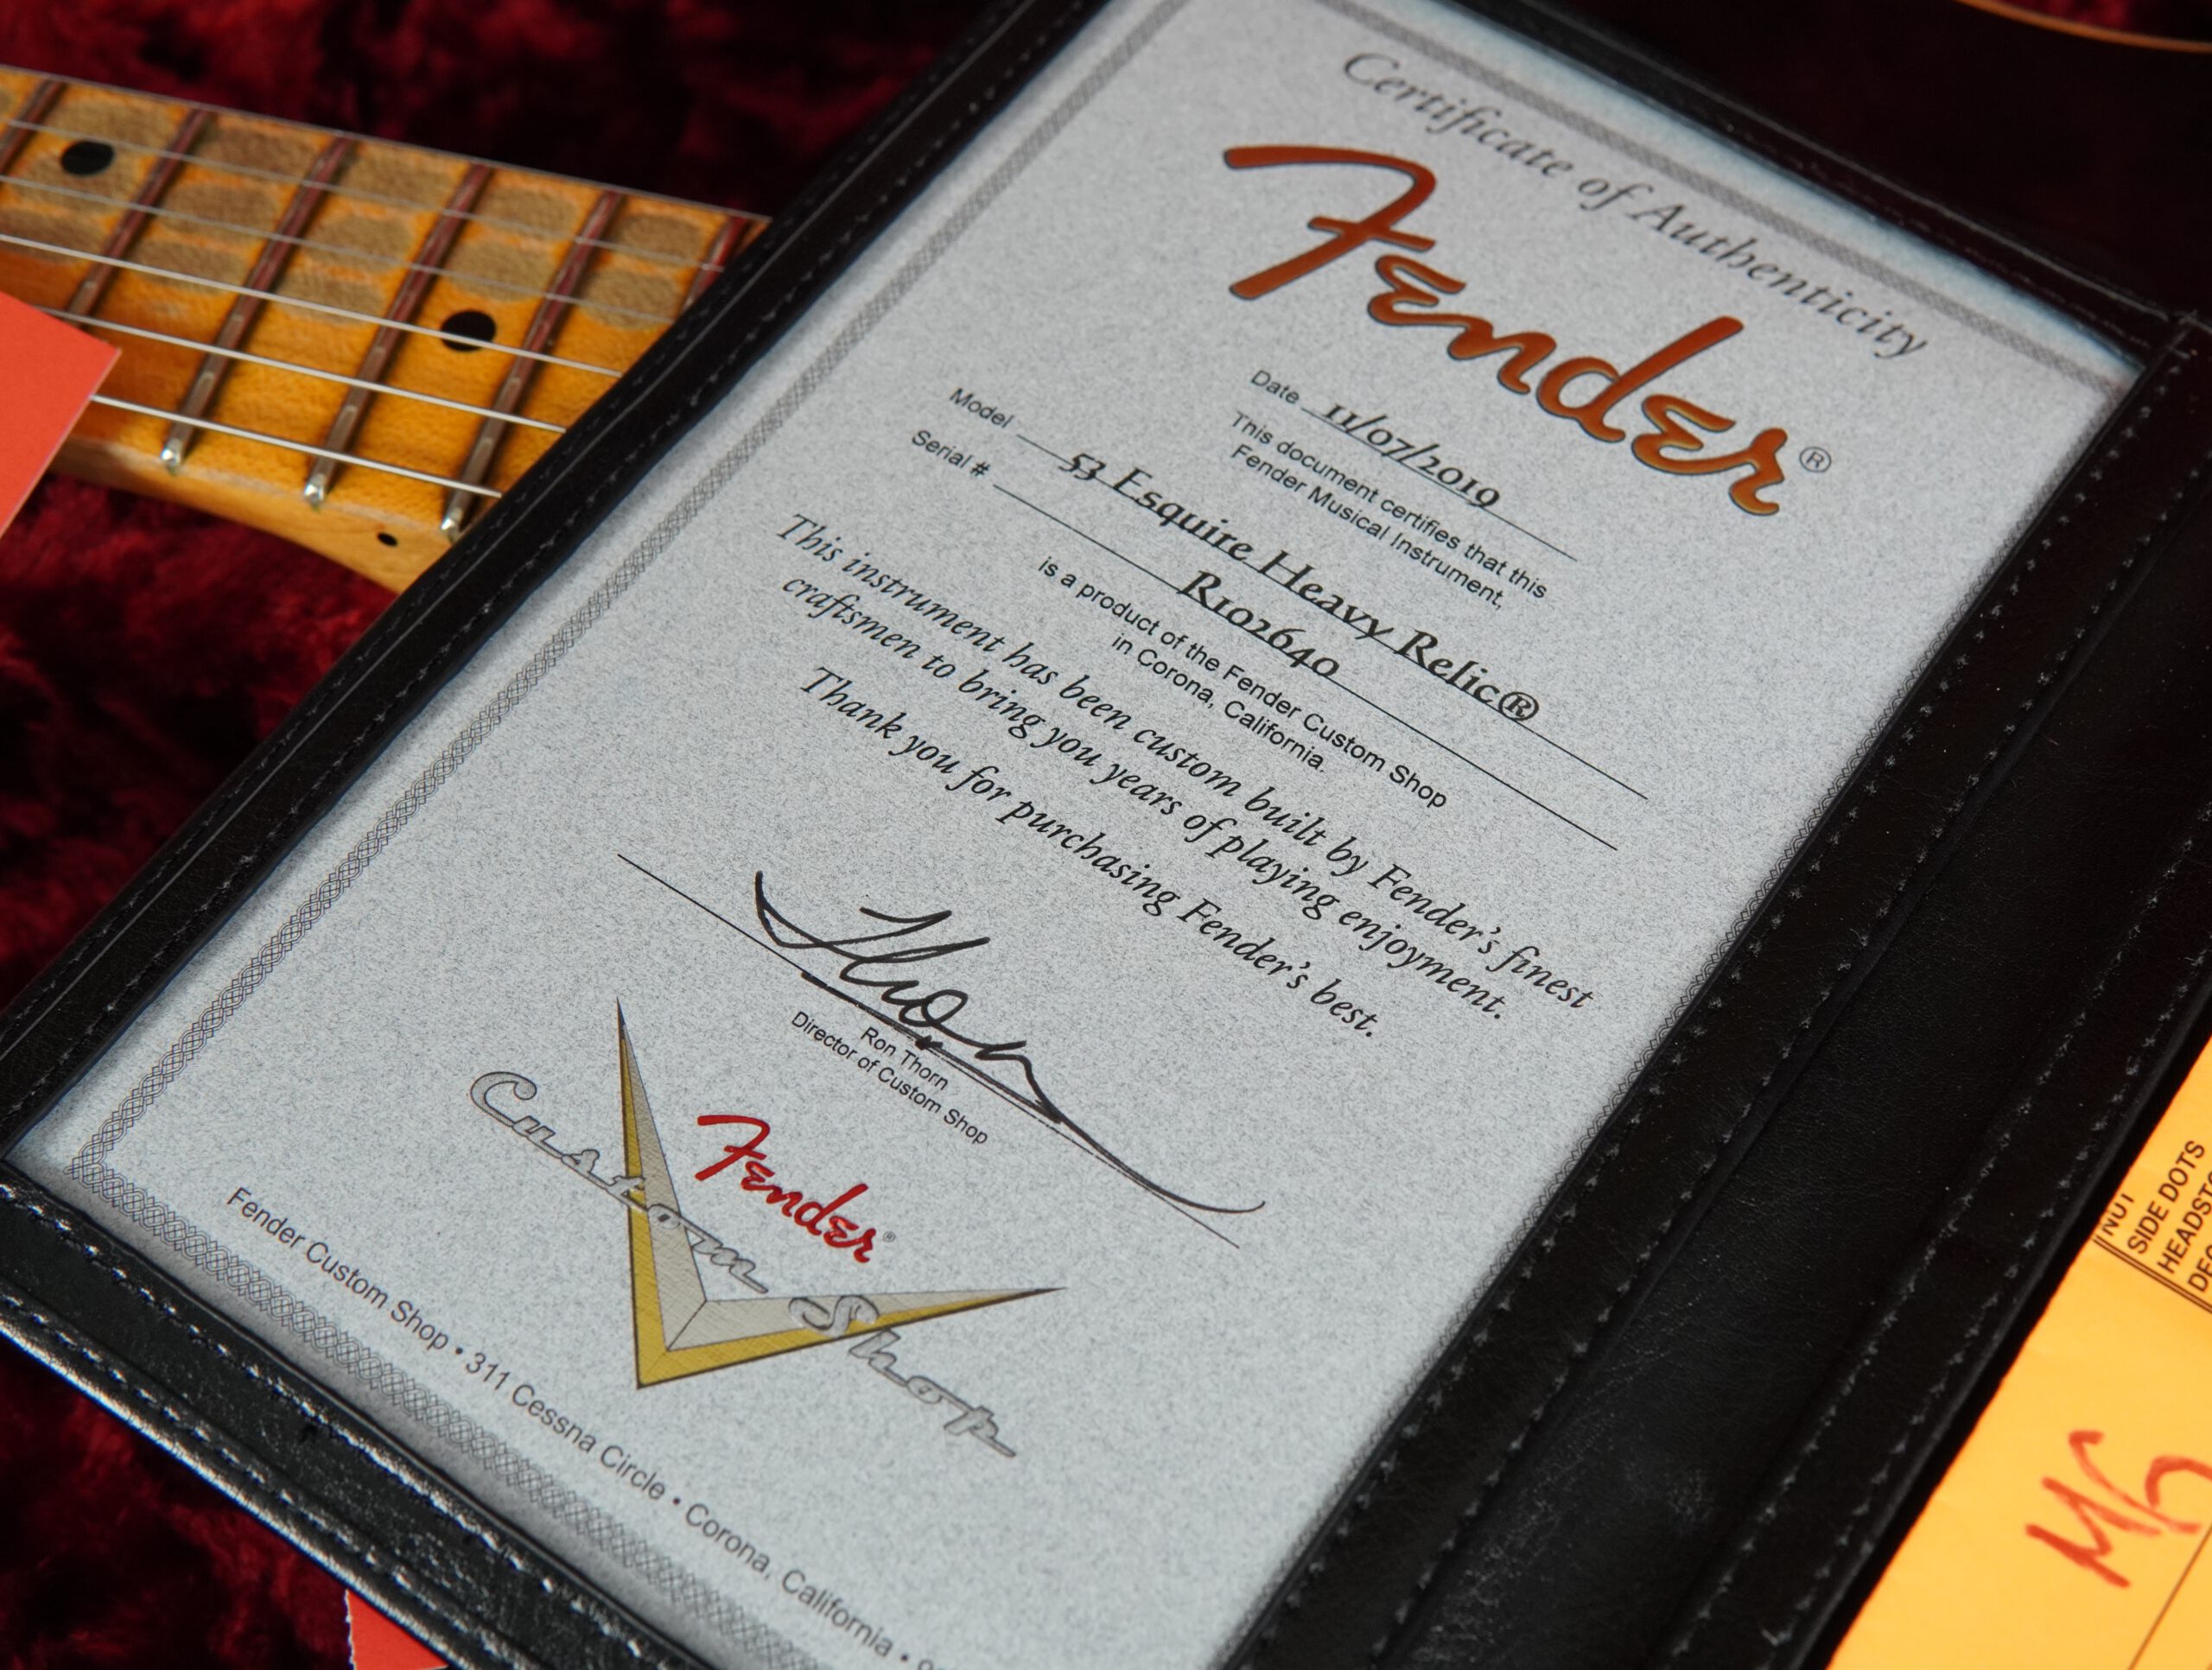 Certificate of Authenticity
Fender®
Date 11/07/2019
This document certifies that this
Fender Musical Instrument,
Model 53 Esquire Heavy Relic®
Serial # R102640
is a product of the Fender Custom Shop
in Corona, California.
This instrument has been custom built by Fender's finest
craftsmen to bring you years of playing enjoyment.
Thank you for purchasing Fender's best.
Ron Thorn
Director of Custom Shop
Fender®
Custom Shop
Fender Custom Shop • 311 Cessna Circle • Corona, California •
NUT
SIDE DOTS